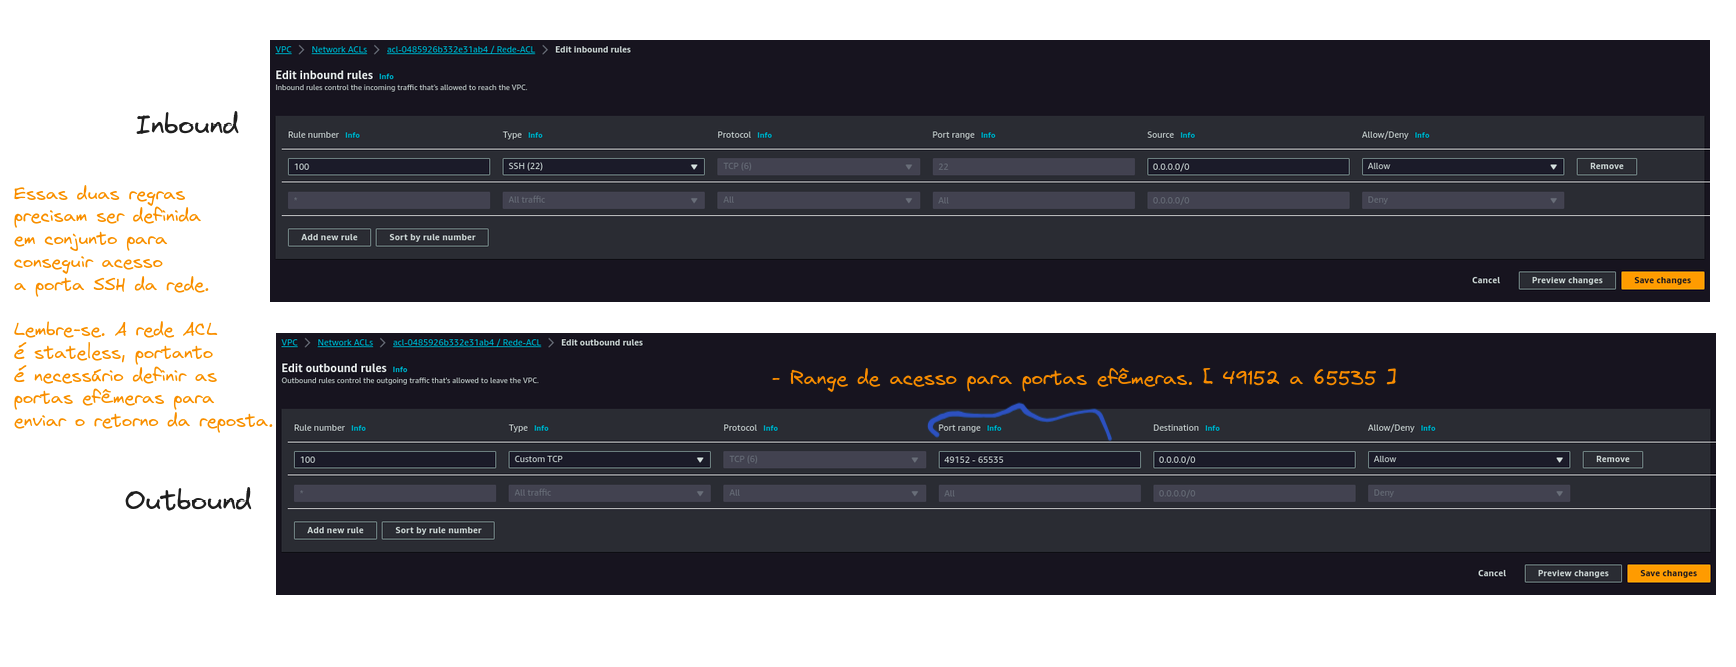 VPC > Network ACLs > acl-0485926b332e31ab4 / Rede-ACL > Edit inbound rules
Edit inbound rules Info
Inbound rules control the incoming traffic that's allowed to reach the VPC.
Inbound
Rule number Info Type Info Protocol Info Port range Info Source Info Allow/Deny Info
100 SSH (22) TCP (6) 22 0.0.0.0/0 Allow Remove
* All traffic All All 0.0.0.0/0 Deny
Add new rule Sort by rule number
Cancel Preview changes Save changes
Essas duas regras
precisam ser definida
em conjunto para
conseguir acesso
a porta SSH da rede.
Lembre-se. A rede ACL
é stateless, portanto
é necessário definir as
portas efêmeras para
enviar o retorno da reposta.
VPC > Network ACLs > acl-0485926b332e31ab4 / Rede-ACL > Edit outbound rules
Edit outbound rules Info
Outbound rules control the outgoing traffic that's allowed to leave the VPC.
- Range de acesso para portas efêmeras. [ 49152 a 65535 ]
Rule number Info Type Info Protocol Info Port range Info Destination Info Allow/Deny Info
100 Custom TCP TCP (6) 49152 - 65535 0.0.0.0/0 Allow Remove
* All traffic All All 0.0.0.0/0 Deny
Outbound
Add new rule Sort by rule number
Cancel Preview changes Save changes